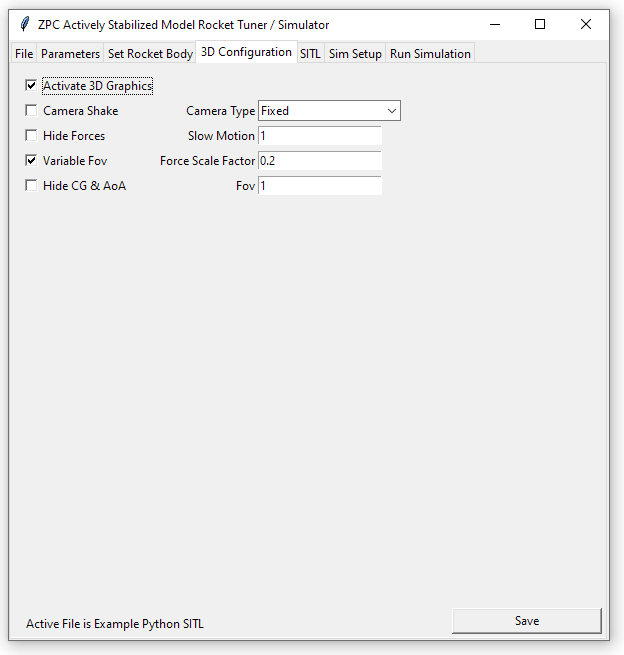 ZPC Actively Stabilized Model Rocket Tuner / Simulator
File Parameters Set Rocket Body 3D Configuration SITL Sim Setup Run Simulation
Activate 3D Graphics
Camera Shake Camera Type Fixed
Hide Forces Slow Motion 1
Variable Fov Force Scale Factor 0.2
Hide CG & AoA Fov 1
Active File is Example Python SITL Save